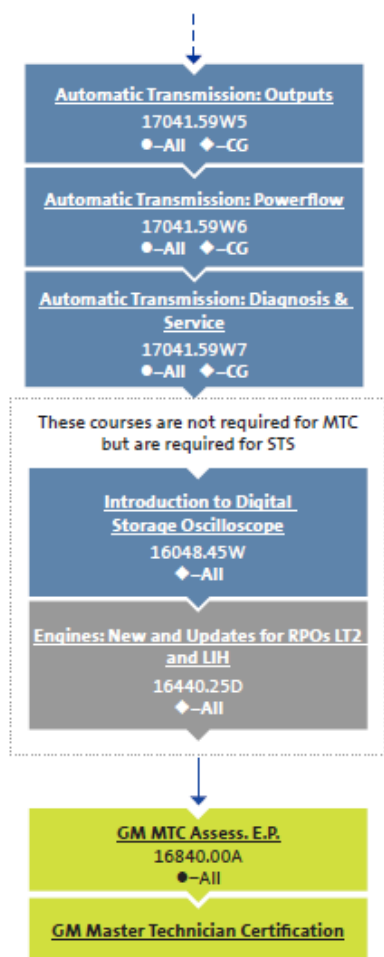 Automatic Transmission: Outputs
17041.59W5
●–All ◆–CG
Automatic Transmission: Powerflow
17041.59W6
●–All ◆–CG
Automatic Transmission: Diagnosis &
Service
17041.59W7
●–All ◆–CG
These courses are not required for MTC
but are required for STS
Introduction to Digital
Storage Oscilloscope
16048.45W
◆–All
Engines: New and Updates for RPOs LT2
and LIH
16440.25D
◆–All
GM MTC Assess. E.P.
16840.00A
●–All
GM Master Technician Certification